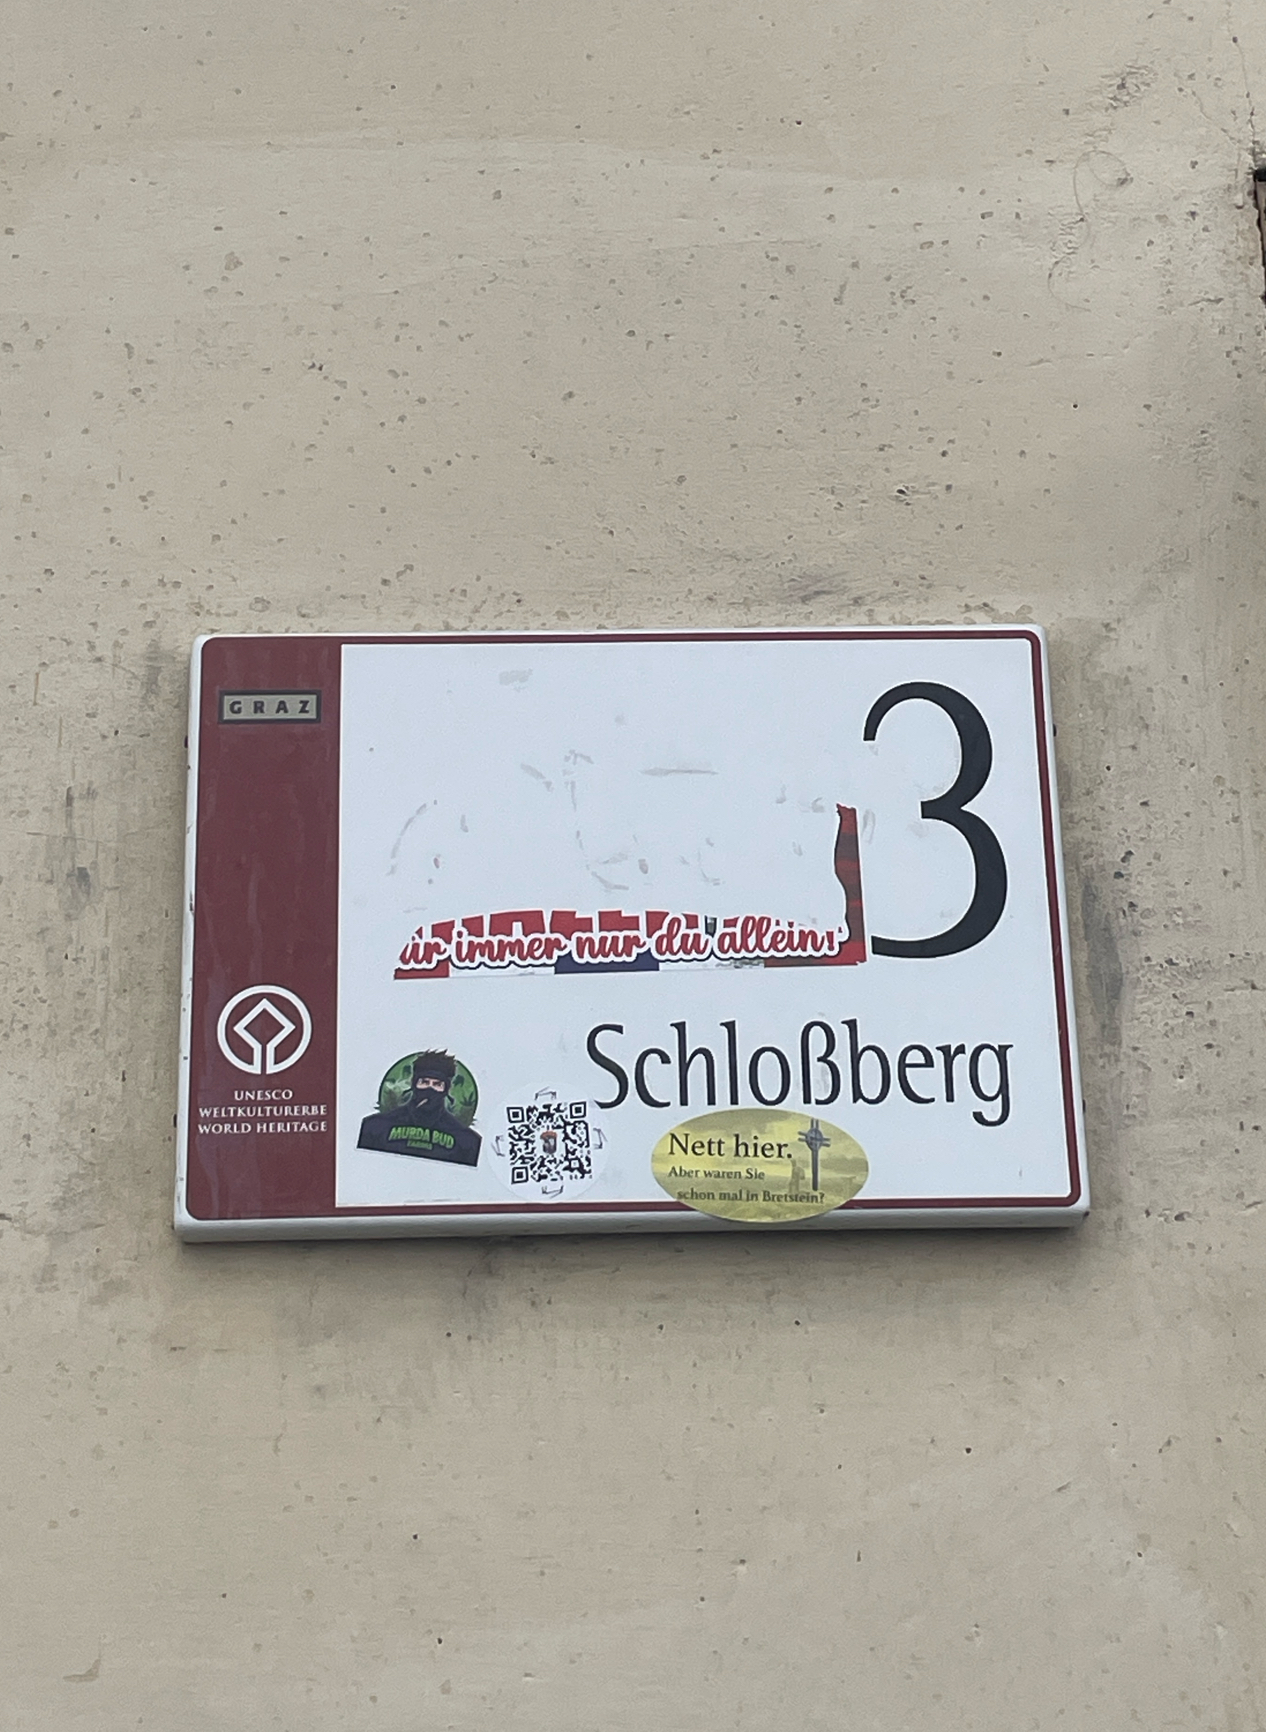 GRAZ
3
ür immer nur du allein!
Schloßberg
UNESCO
WELTKULTURERBE
WORLD HERITAGE
MURDA BUD
FARMS
Nett hier.
Aber waren Sie
schon mal in Bretstein?